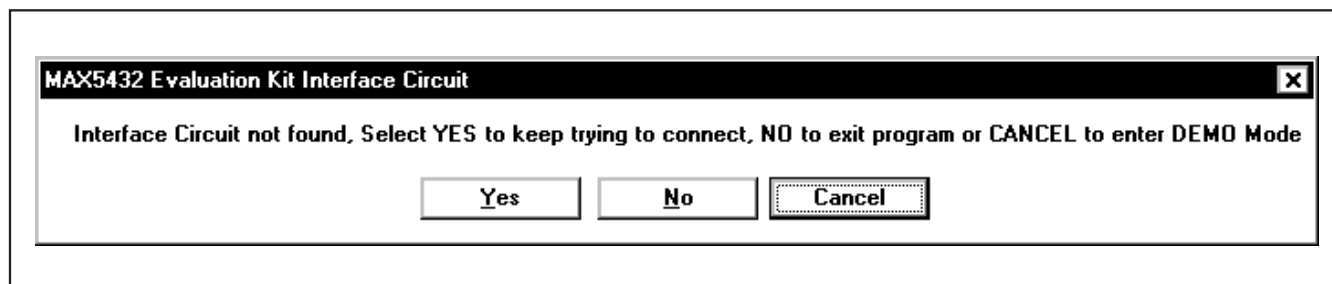 MAX5432 Evaluation Kit Interface Circuit
Interface Circuit not found, Select YES to keep trying to connect, NO to exit program or CANCEL to enter DEMO Mode
Yes No Cancel